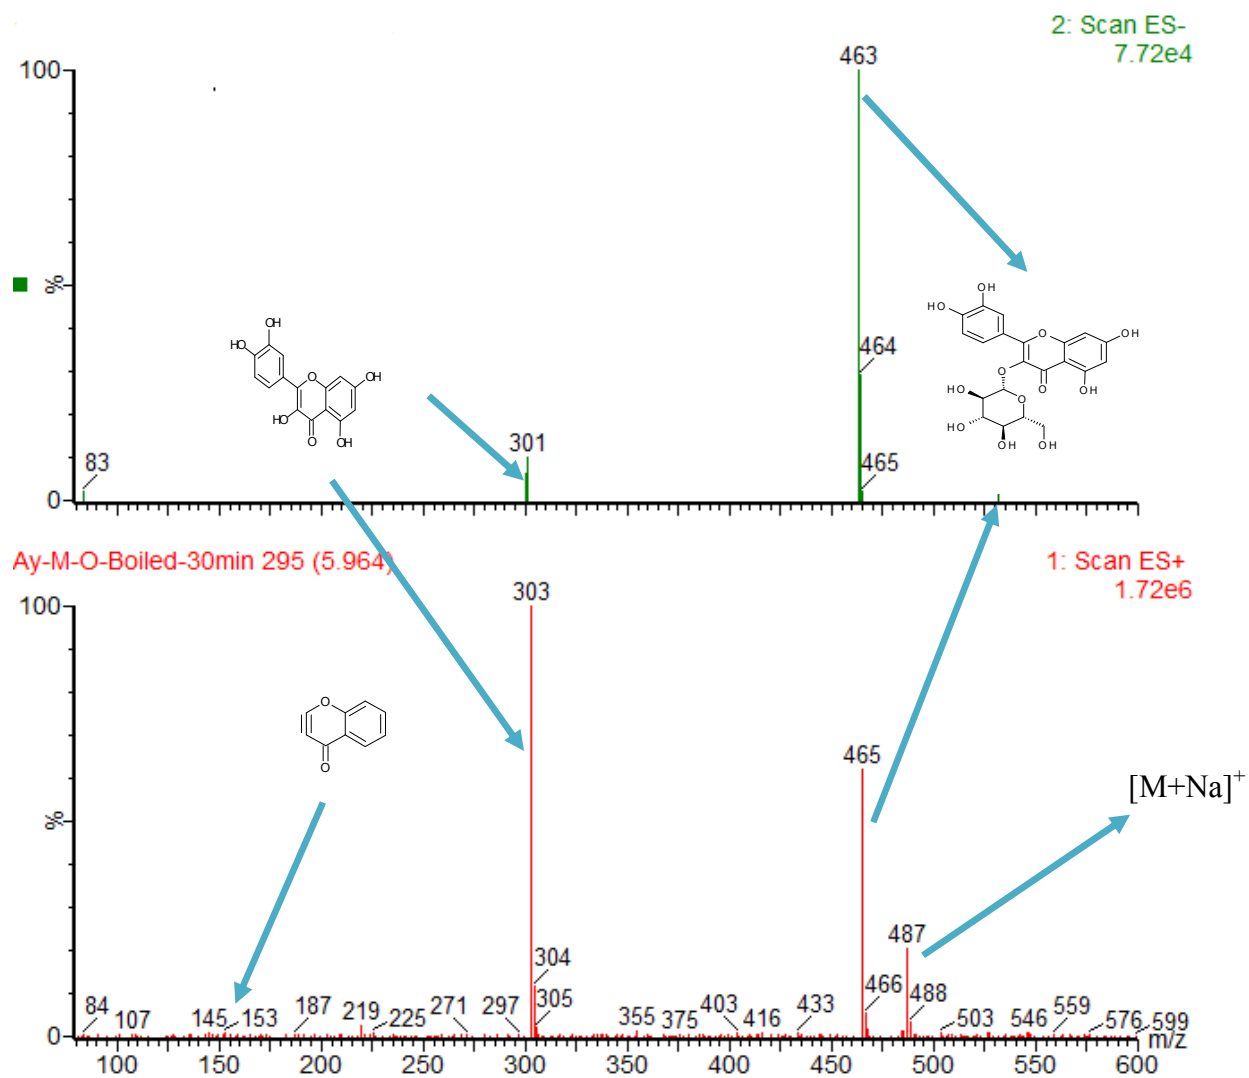 2: Scan ES-
7.72e4
100
%
0
463
464
465
301
83
OH
HO
O
OH
HO
O
OH
OH
HO
O
OH
O
O
OH
HO
O
HO
HO
OH
OH
Ay-M-O-Boiled-30min 295 (5.964)
1: Scan ES+
1.72e6
100
%
0
303
465
487
[M+Na]+
O
O
304
305
466
488
84
107
145
153
187
219
225
271
297
355
375
403
416
433
503
546
559
576
599
m/z
100 150 200 250 300 350 400 450 500 550 600